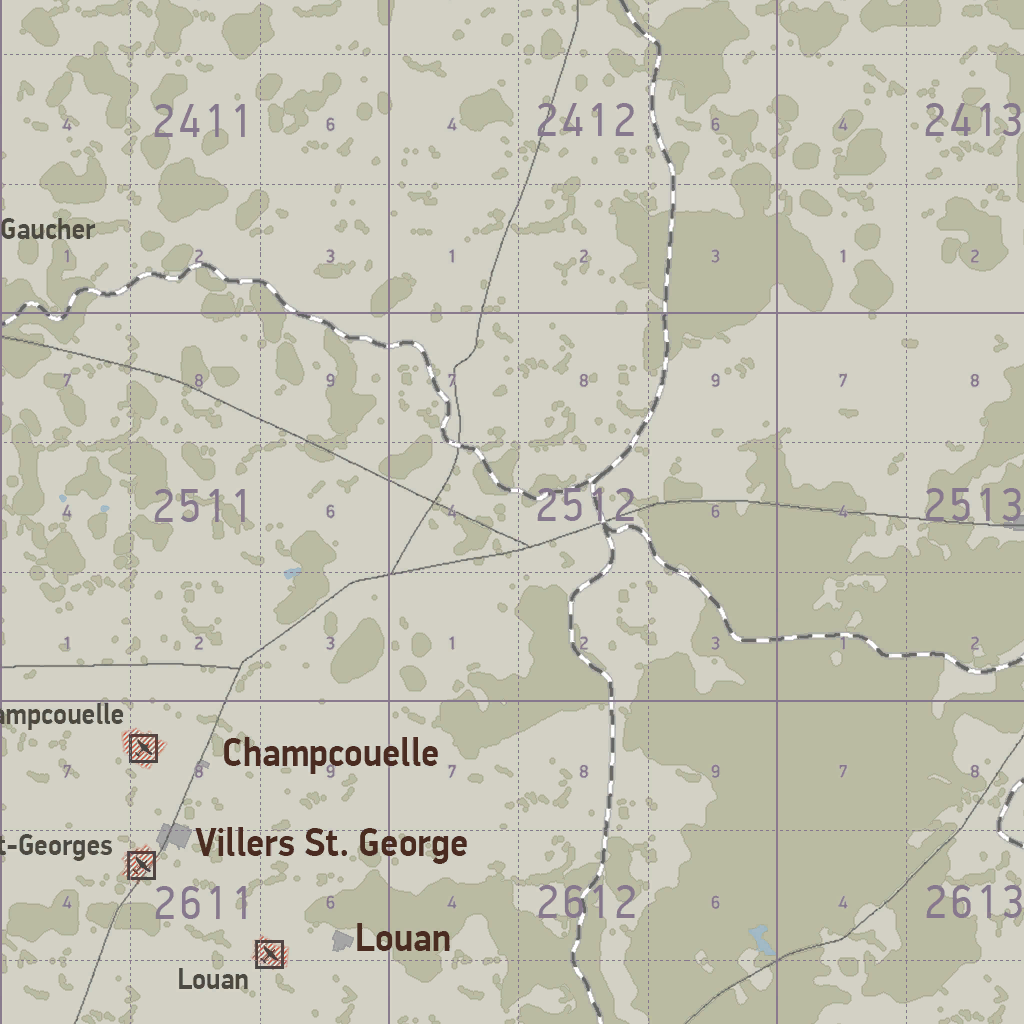 4 2411 6 4 2412 6 4 2413
Gaucher
1 2 3 1 2 3 1 2
7 8 9 7 8 9 7 8
4 2511 6 4 2512 6 4 2513
1 2 3 1 2 3 1 2
ampcouelle
Champcouelle
7 8 9 7 8 9 7 8
t-Georges
Villers St. George
4 2611 6 4 2612 6 4 2613
Louan
Louan